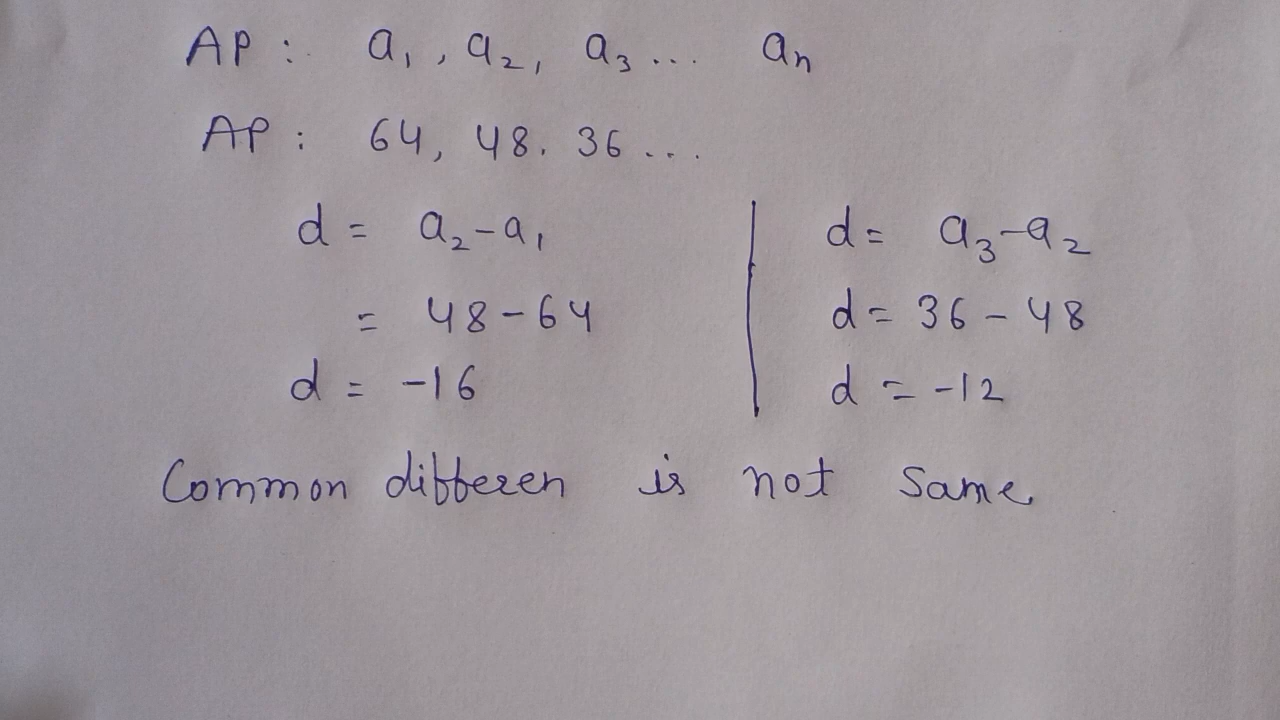 AP : a₁, a₂, a₃... aₙ
AP : 64, 48. 36...
d = a₂-a₁
= 48-64
d = -16
d= a₃-a₂
d= 36-48
d = -12
Common differen is not same